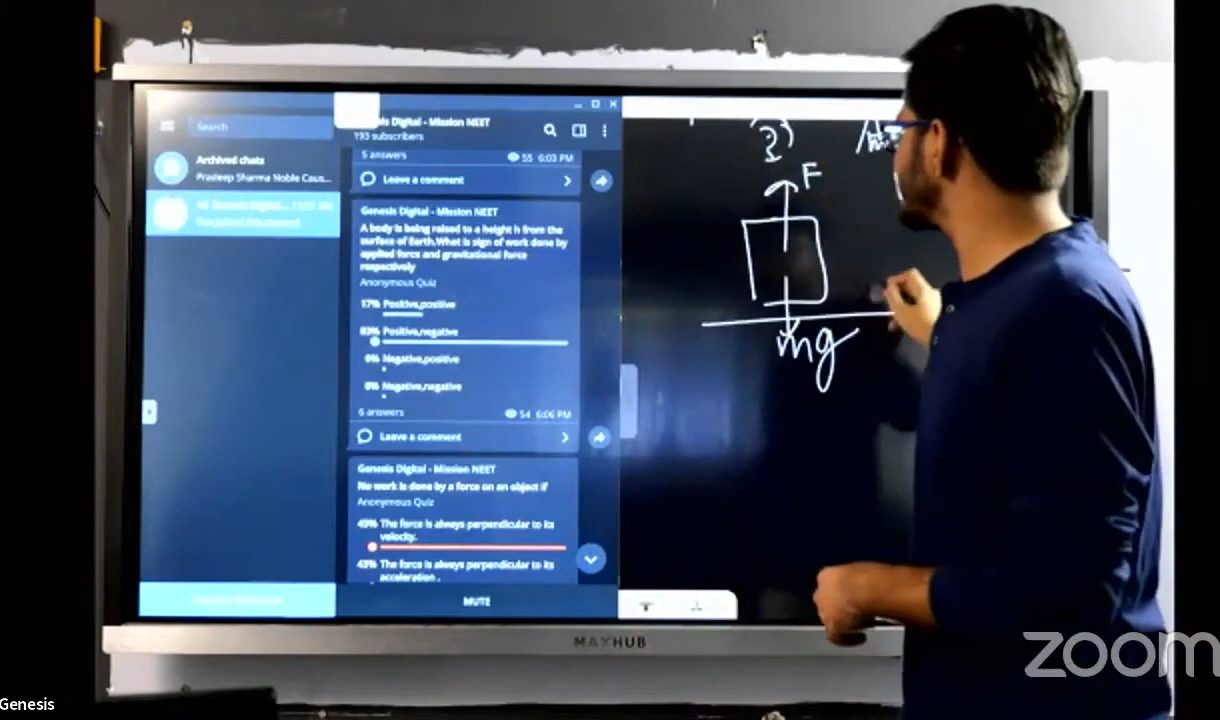 Search
Archived chats
Pradeep Sharma Noble Caus...
Digital - Mission NEET
193 subscribers
5 answers
55 6:03 PM
Leave a comment
Genesis Digital - Mission NEET
A body is being raised to a height h from the
surface of Earth.What is sign of work done by
applied force and gravitational force
respectively
Anonymous Quiz
17% Positive,positive
83% Positive,negative
0% Negative,positive
0% Negative,negative
6 answers
54 6:06 PM
Leave a comment
Genesis Digital - Mission NEET
No work is done by a force on an object if
Anonymous Quiz
43% The force is always perpendicular to its
velocity.
43% The force is always perpendicular to its
acceleration .
MUTE
3)
F
mg
MAXHUB
zoom
Genesis